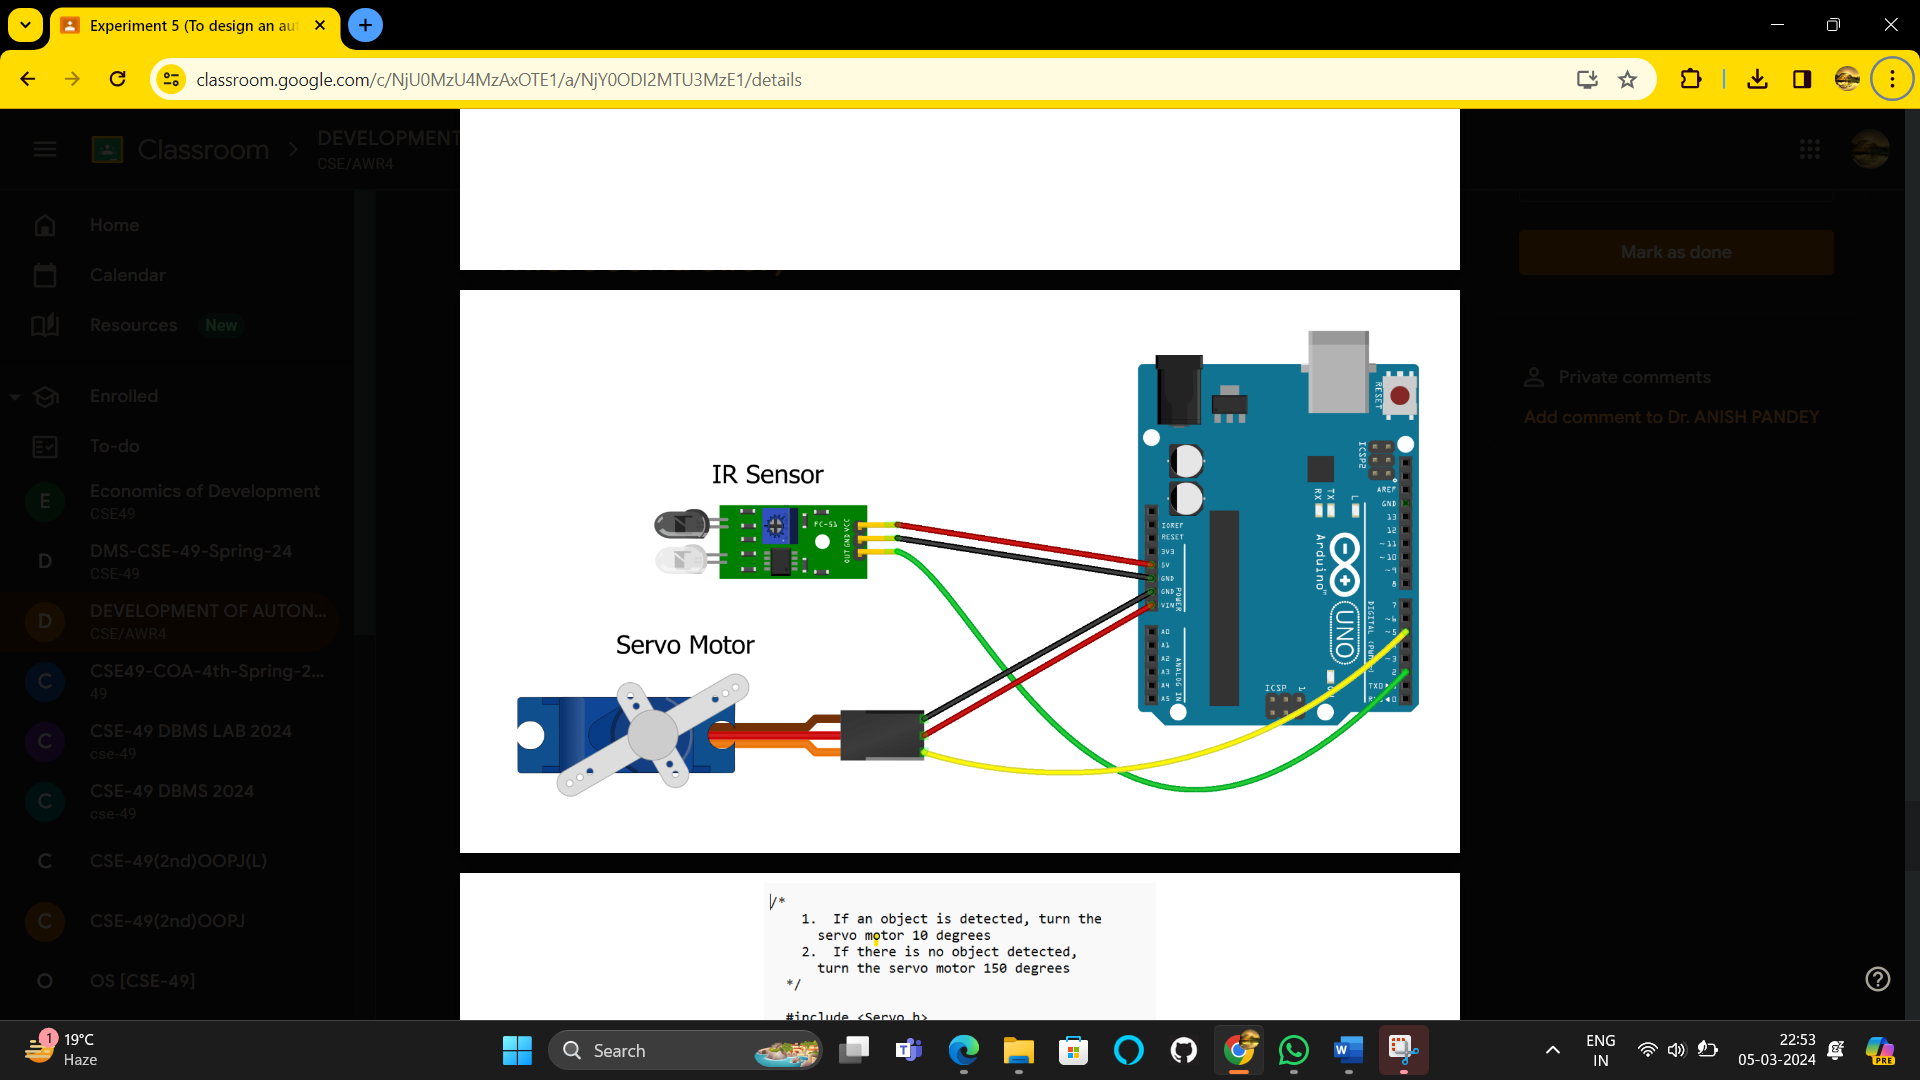 Experiment 5 (To design an aut
classroom.google.com/c/NjU0MzU4MzAxOTE1/a/NjY0ODI2MTU3MzE1/details
Classroom
DEVELOPMENT
CSE/AWR4
Home
Calendar
Resources New
Enrolled
To-do
E
Economics of Development
CSE49
D
DMS-CSE-49-Spring-24
CSE-49
D
DEVELOPMENT OF AUTON...
CSE/AWR4
C
CSE49-COA-4th-Spring-2...
49
C
CSE-49 DBMS LAB 2024
cse-49
C
CSE-49 DBMS 2024
cse-49
C
CSE-49(2nd)OOPJ(L)
C
CSE-49(2nd)OOPJ
O
OS [CSE-49]
Mark as done
Private comments
Add comment to Dr. ANISH PANDEY
IR Sensor
FC-51
OUT GND VCC
Servo Motor
RESET
ICSP2
AREF
GND
13
12
~11
~10
~9
8
7
~6
~5
~3
2
TX0
RX TX
L
Arduino™
UNO
IOREF
RESET
3V3
5V
GND
GND
VIN
POWER
A0
A1
A2
A3
A4
A5
ANALOG IN
ICSP 1
/*
1. If an object is detected, turn the
servo motor 10 degrees
2. If there is no object detected,
turn the servo motor 150 degrees
*/
#include <Servo.h>
1
19°C
Haze
Search
ENG
IN
22:53
05-03-2024
PRE